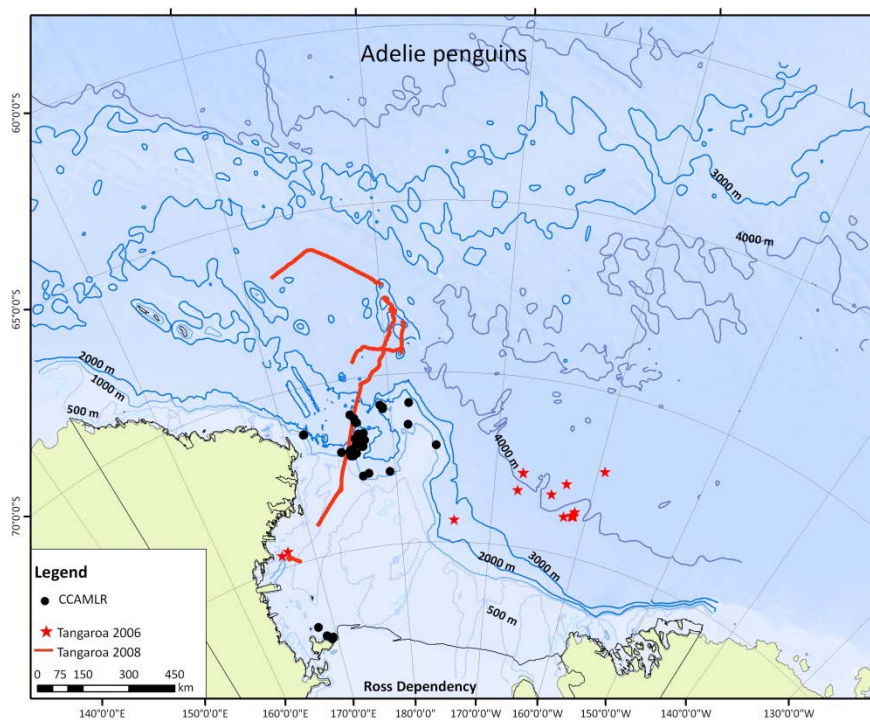 Adelie penguins
60°0'0"S
65°0'0"S
70°0'0"S
3000 m
4000 m
2000 m
1000 m
500 m
4000 m
3000 m
2000 m
500 m
Legend
CCAMLR
Tangaroa 2006
Tangaroa 2008
0 75 150 300 450
km
Ross Dependency
140°0'0"E 150°0'0"E 160°0'0"E 170°0'0"E 180°0'0" 170°0'0"W 160°0'0"W 150°0'0"W 140°0'0"W 130°0'0"W